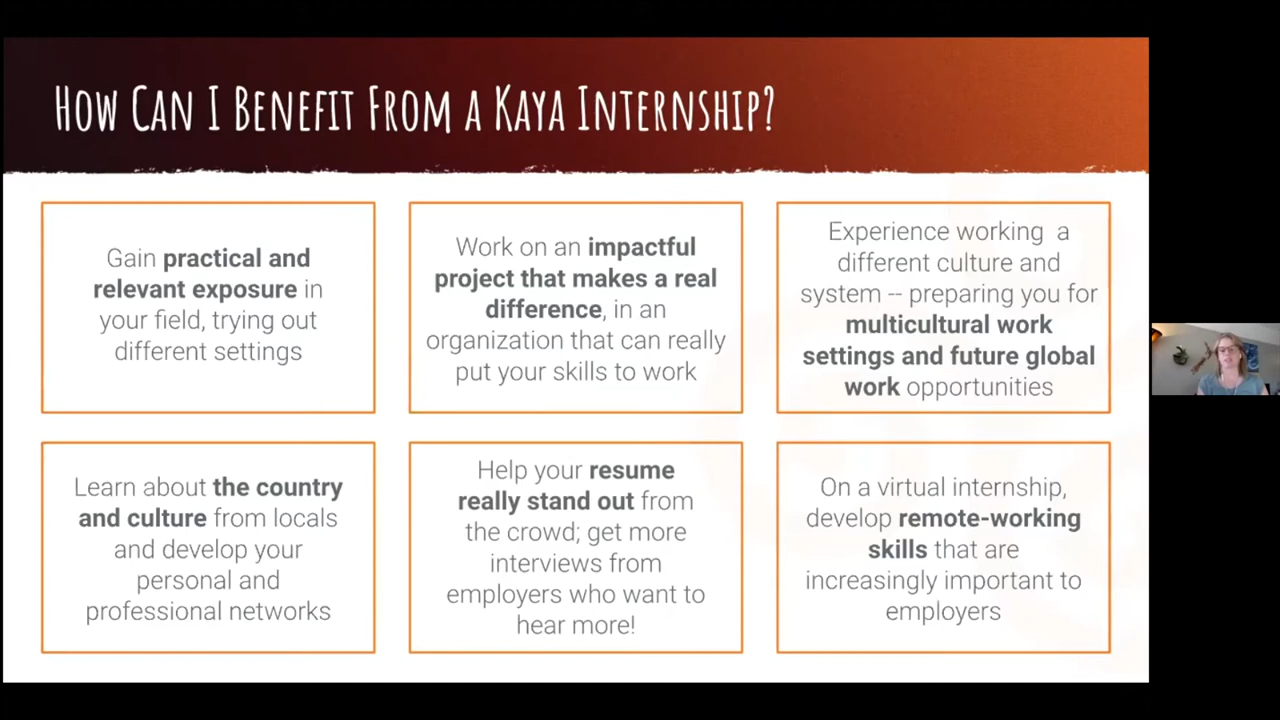 How Can I Benefit From a Kaya Internship?
Gain practical and
relevant exposure in
your field, trying out
different settings
Work on an impactful
project that makes a real
difference, in an
organization that can really
put your skills to work
Experience working  a
different culture and
system -- preparing you for
multicultural work
settings and future global
work opportunities
Learn about the country
and culture from locals
and develop your
personal and
professional networks
Help your resume
really stand out from
the crowd; get more
interviews from
employers who want to
hear more!
On a virtual internship,
develop remote-working
skills that are
increasingly important to
employers